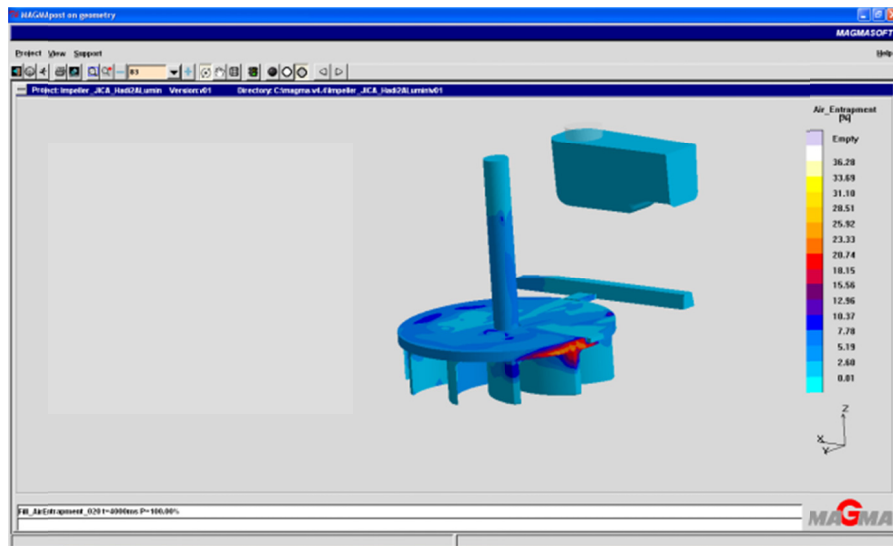 MAGMApost on geometry
MAGMASOFT
Project View Support
Help
83
Project: Impeller_JICA_Hadi2ALumin Version:v01 Directory: C:\magma v4.4\Impeller_JICA_Hadi2ALumin\v01
Air_Entrapment
[%]
Empty
36.28
33.69
31.10
28.51
25.92
23.33
20.74
18.15
15.56
12.96
10.37
7.78
5.19
2.60
0.01
Z
X
Y
Fill_AirEntrapment_020 t=4000ms P=100.00%
MAGMA